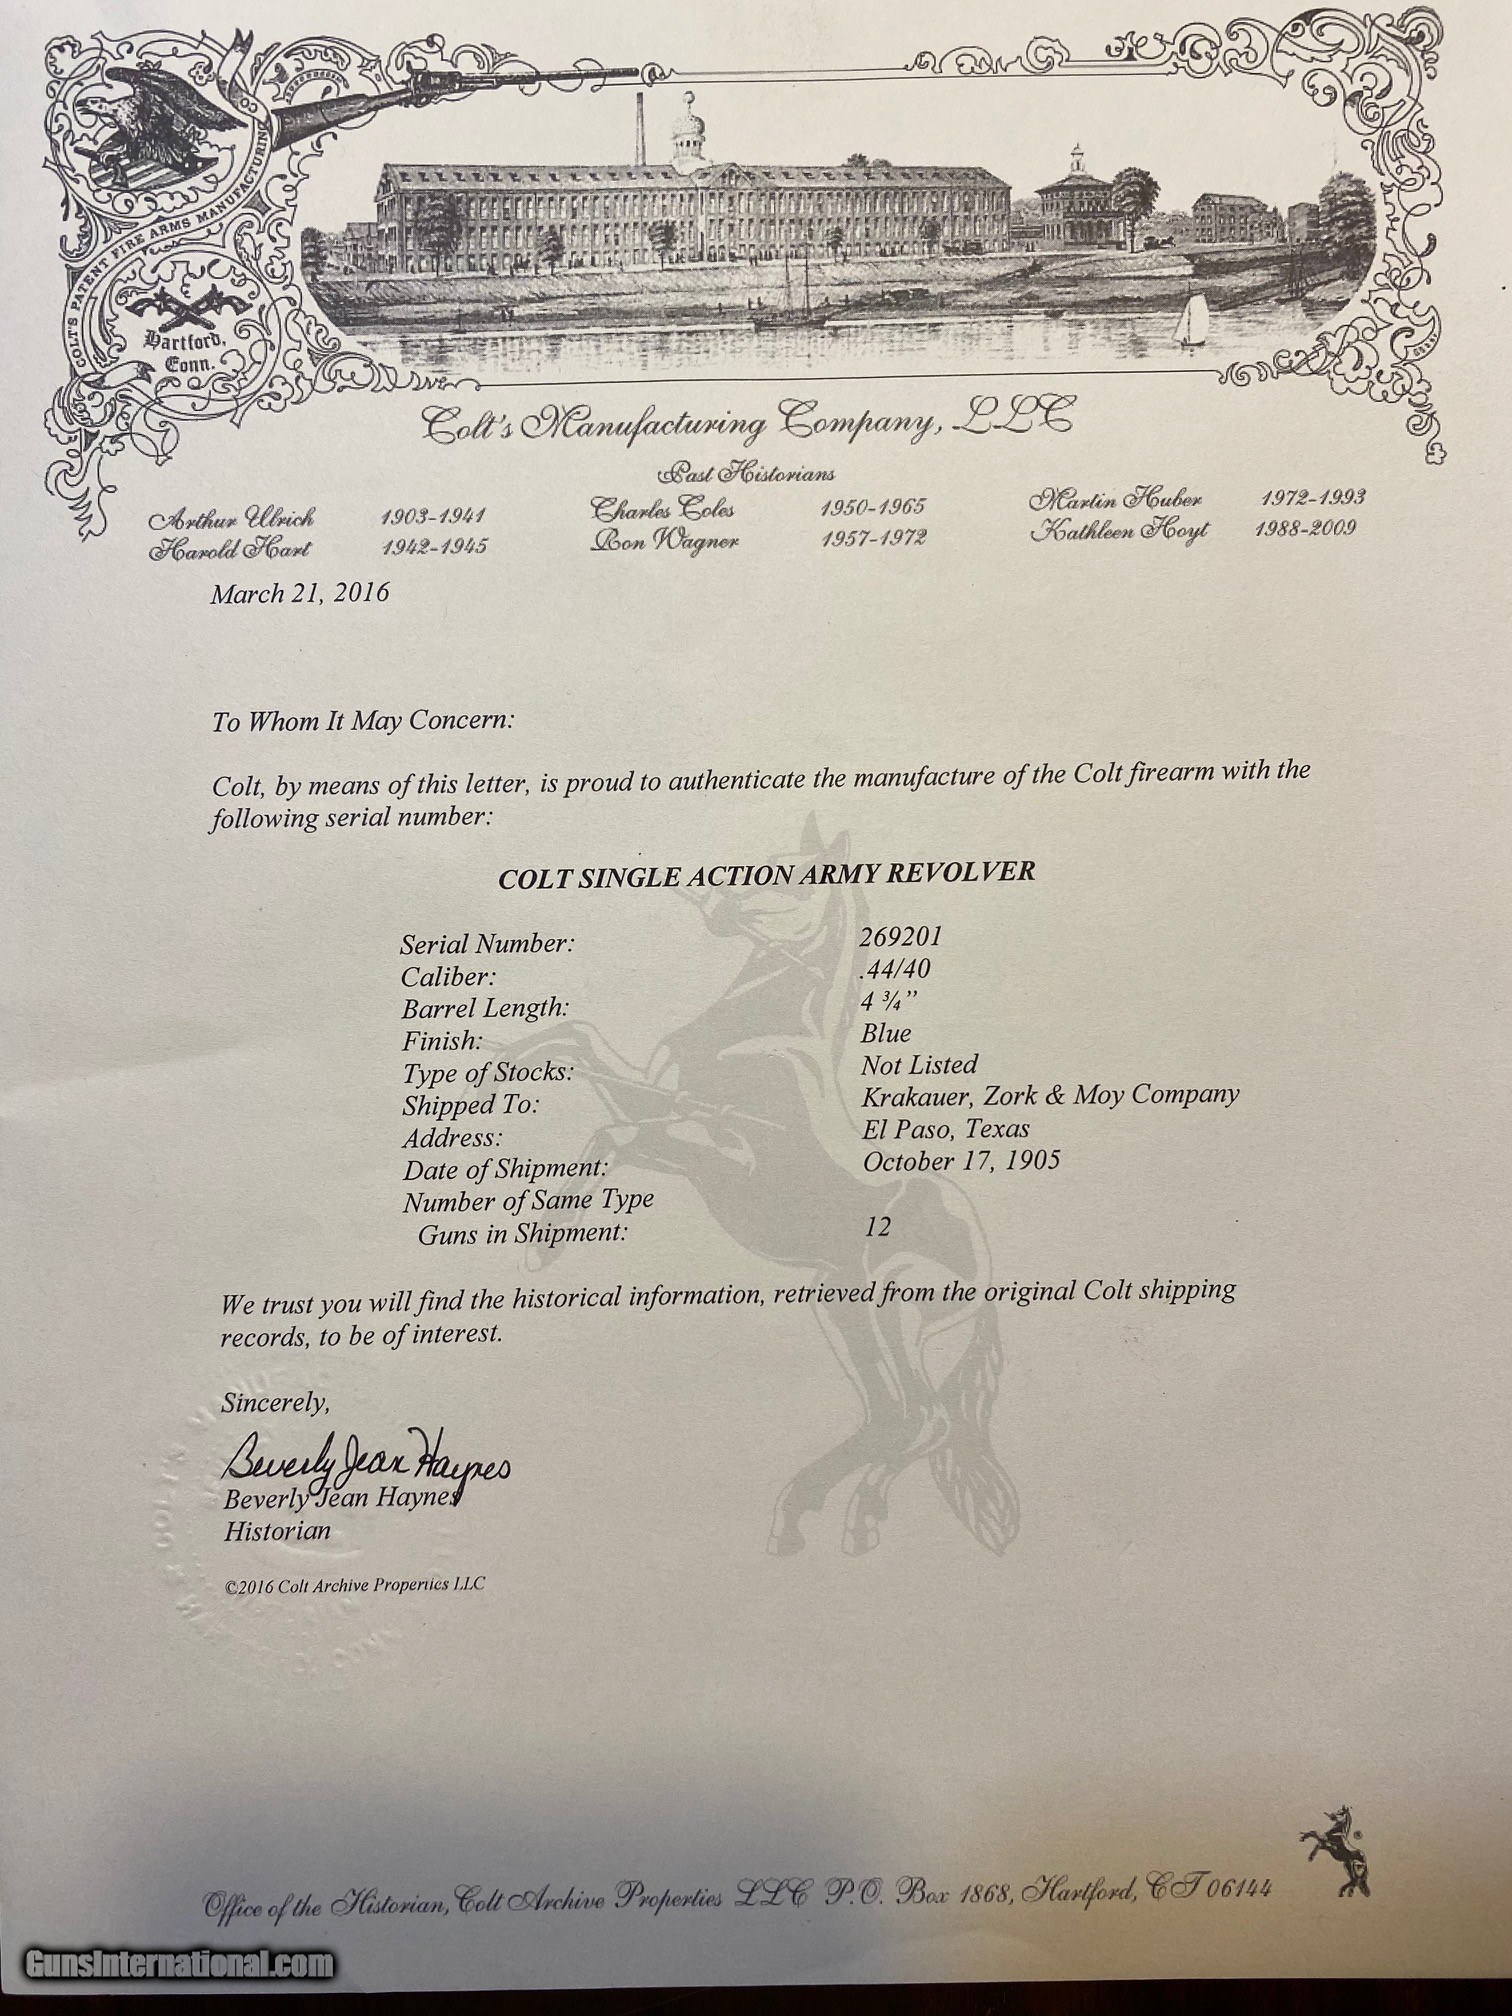 COLT'S PATENT FIRE ARMS MANUFACTURING CO
Hartford,
Conn.
Colt's Manufacturing Company, LLC
Past Historians
Arthur Ulrich 1903-1941 Charles Coles 1950-1965 Martin Huber 1972-1993
Harold Hart 1942-1945 Ron Wagner 1957-1972 Kathleen Hoyt 1988-2009
March 21, 2016
To Whom It May Concern:
Colt, by means of this letter, is proud to authenticate the manufacture of the Colt firearm with the
following serial number:
COLT SINGLE ACTION ARMY REVOLVER
Serial Number: 269201
Caliber: .44/40
Barrel Length: 4 ¾”
Finish: Blue
Type of Stocks: Not Listed
Shipped To: Krakauer, Zork & Moy Company
Address: El Paso, Texas
Date of Shipment: October 17, 1905
Number of Same Type
Guns in Shipment: 12
We trust you will find the historical information, retrieved from the original Colt shipping
records, to be of interest.
Sincerely,
Beverly Jean Haynes
Beverly Jean Haynes
Historian
©2016 Colt Archive Properties LLC
Office of the Historian, Colt Archive Properties LLC P.O. Box 1868, Hartford, CT 06144
GunsInternational.com